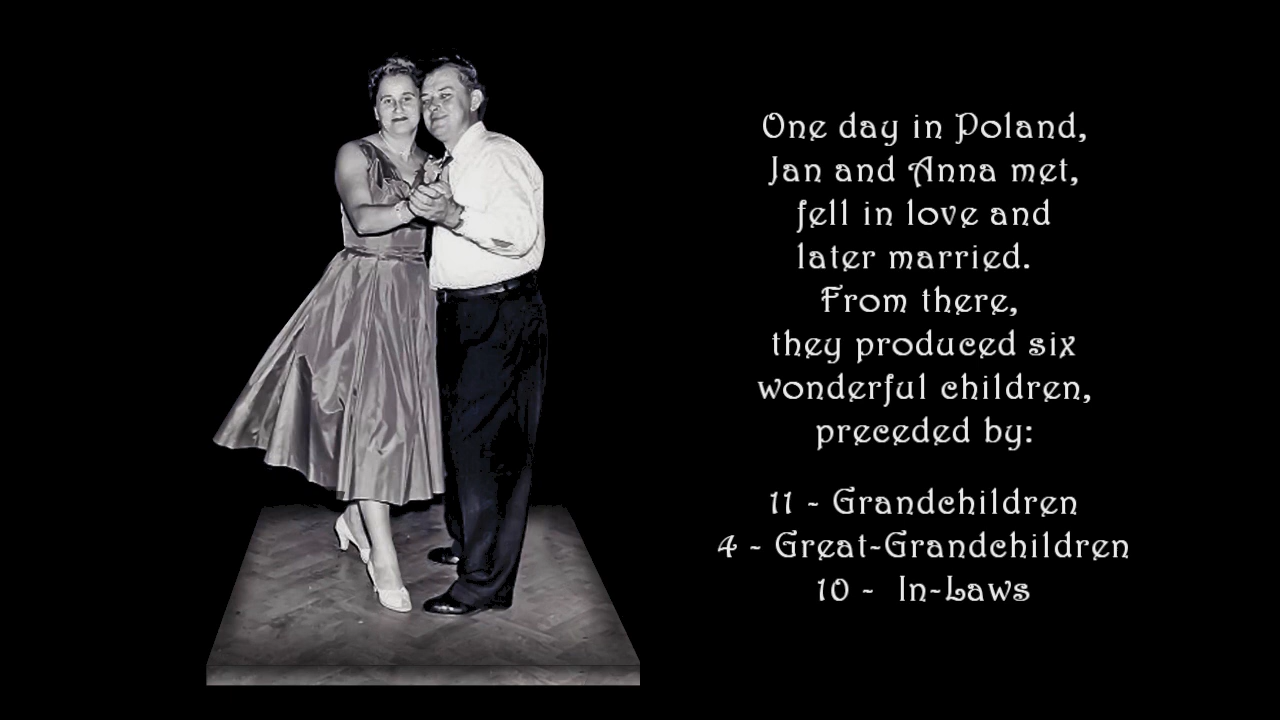 One day in Poland,
Jan and Anna met,
fell in love and
later married.
From there,
they produced six
wonderful children,
preceded by:
11 - Grandchildren
4 - Great-Grandchildren
10 - In-Laws